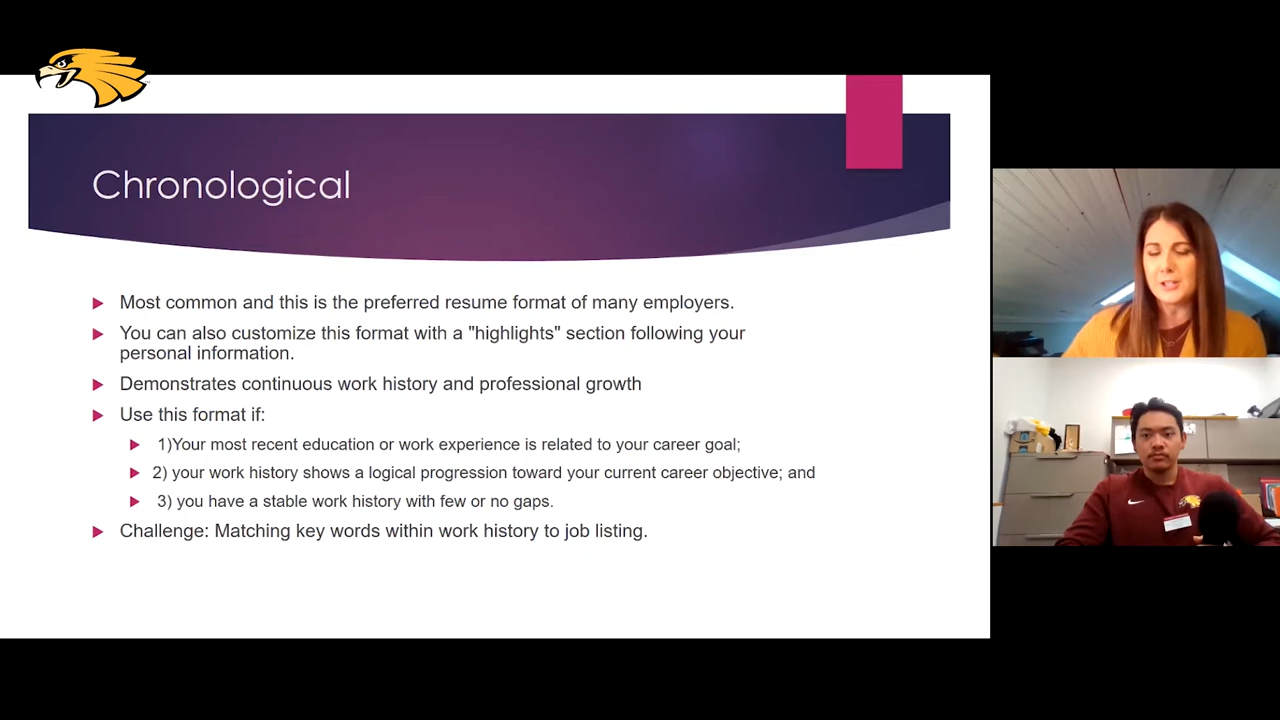 Chronological
Most common and this is the preferred resume format of many employers.
You can also customize this format with a "highlights" section following your
personal information.
Demonstrates continuous work history and professional growth
Use this format if:
1)Your most recent education or work experience is related to your career goal;
2) your work history shows a logical progression toward your current career objective; and
3) you have a stable work history with few or no gaps.
Challenge: Matching key words within work history to job listing.